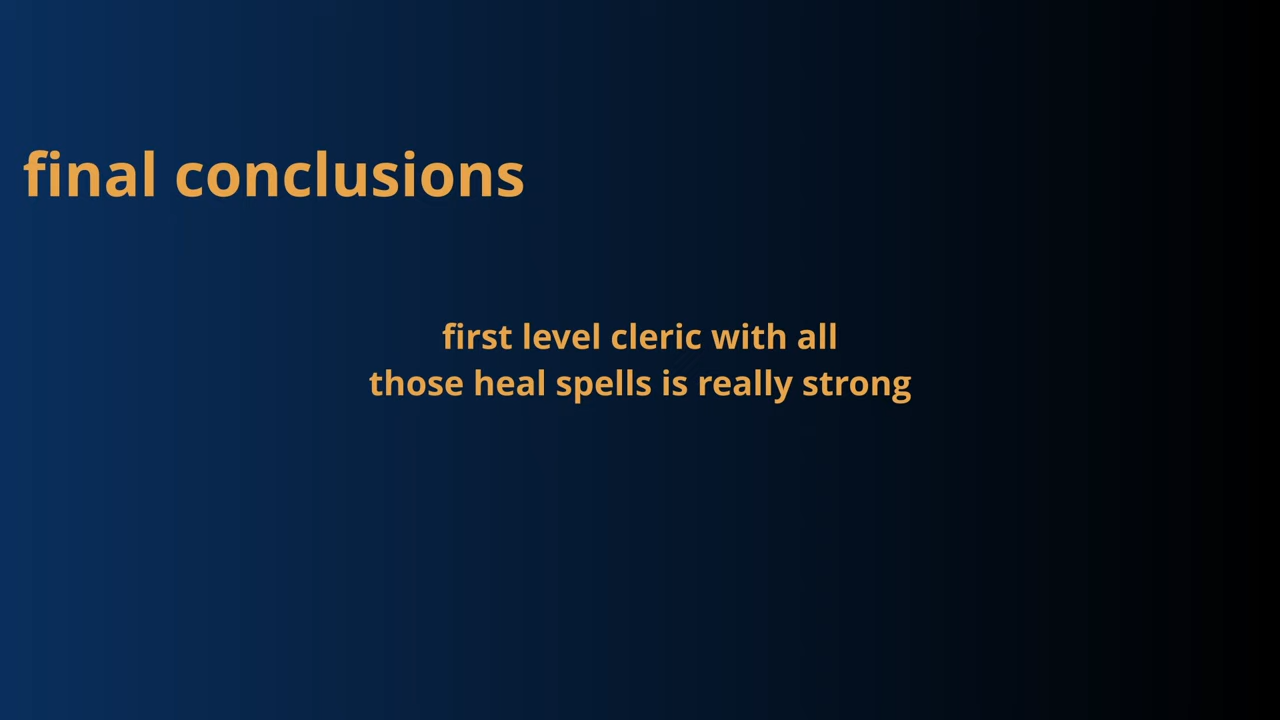 final conclusions
first level cleric with all
those heal spells is really strong